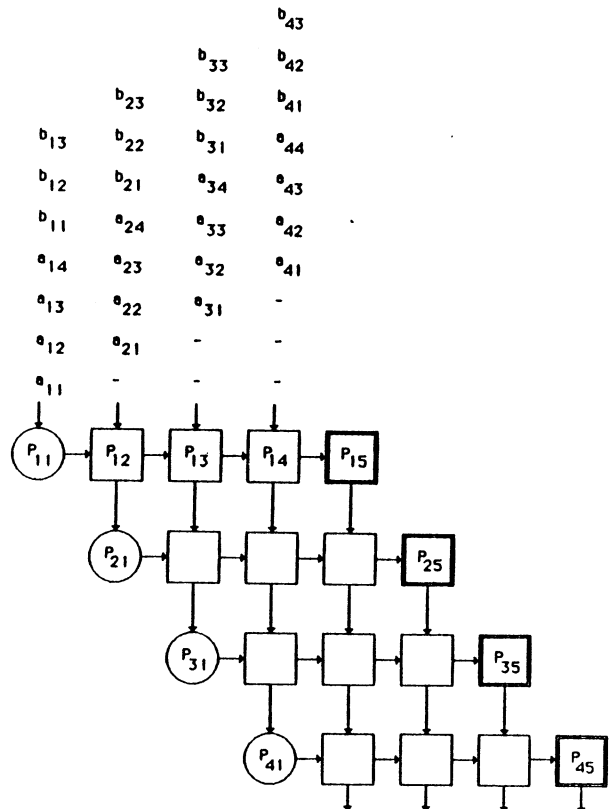 b43
b33 b42
b23 b32 b41
b13 b22 b31 a44
b12 b21 a34 a43
b11 a24 a33 a42
a14 a23 a32 a41
a13 a22 a31 -
a12 a21 - -
a11 - - -
P11 P12 P13 P14 P15
P21 P25
P31 P35
P41 P45